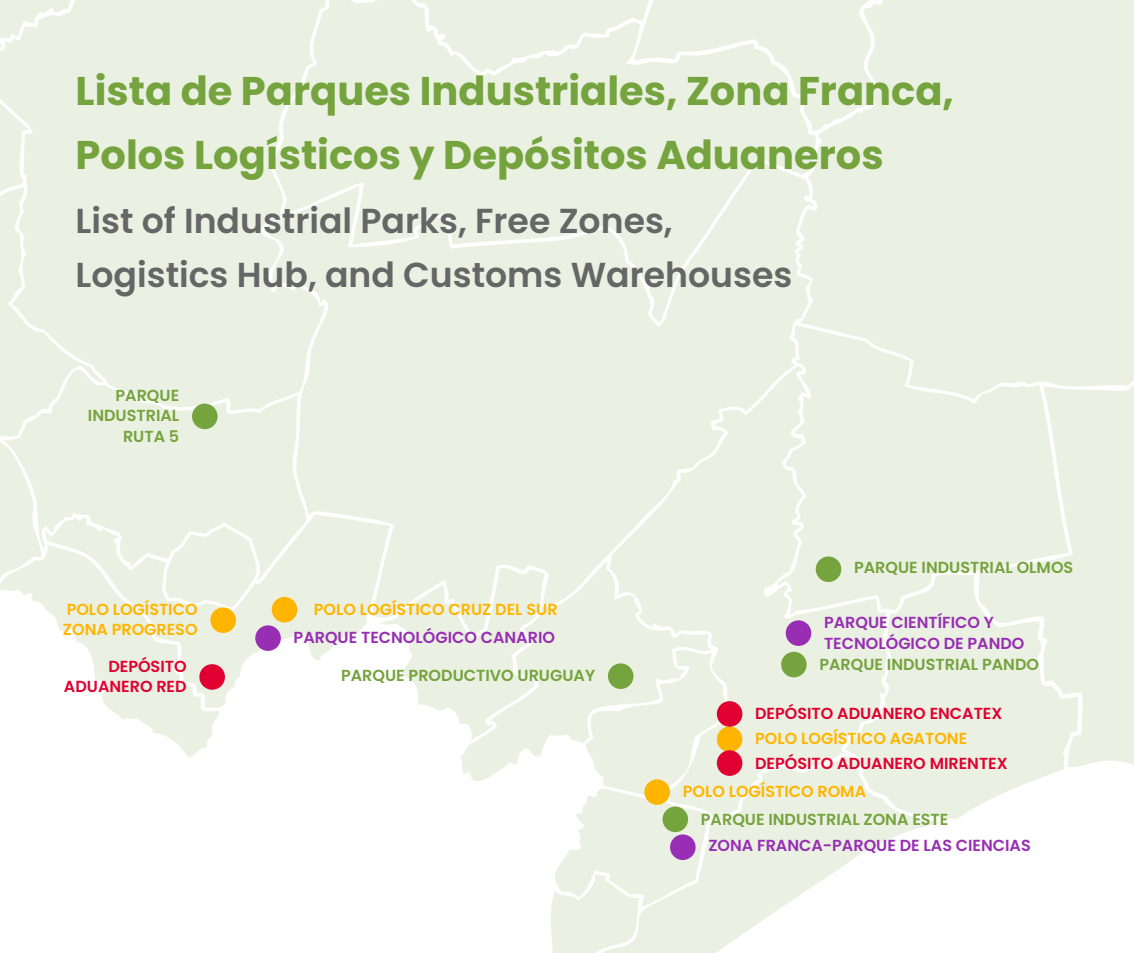 Lista de Parques Industriales, Zona Franca,
Polos Logísticos y Depósitos Aduaneros
List of Industrial Parks, Free Zones,
Logistics Hub, and Customs Warehouses
PARQUE
INDUSTRIAL
RUTA 5
PARQUE INDUSTRIAL OLMOS
POLO LOGÍSTICO
ZONA PROGRESO
POLO LOGÍSTICO CRUZ DEL SUR
PARQUE TECNOLÓGICO CANARIO
PARQUE CIENTÍFICO Y
TECNOLÓGICO DE PANDO
PARQUE INDUSTRIAL PANDO
DEPÓSITO
ADUANERO RED
PARQUE PRODUCTIVO URUGUAY
DEPÓSITO ADUANERO ENCATEX
POLO LOGÍSTICO AGATONE
DEPÓSITO ADUANERO MIRENTEX
POLO LOGÍSTICO ROMA
PARQUE INDUSTRIAL ZONA ESTE
ZONA FRANCA-PARQUE DE LAS CIENCIAS